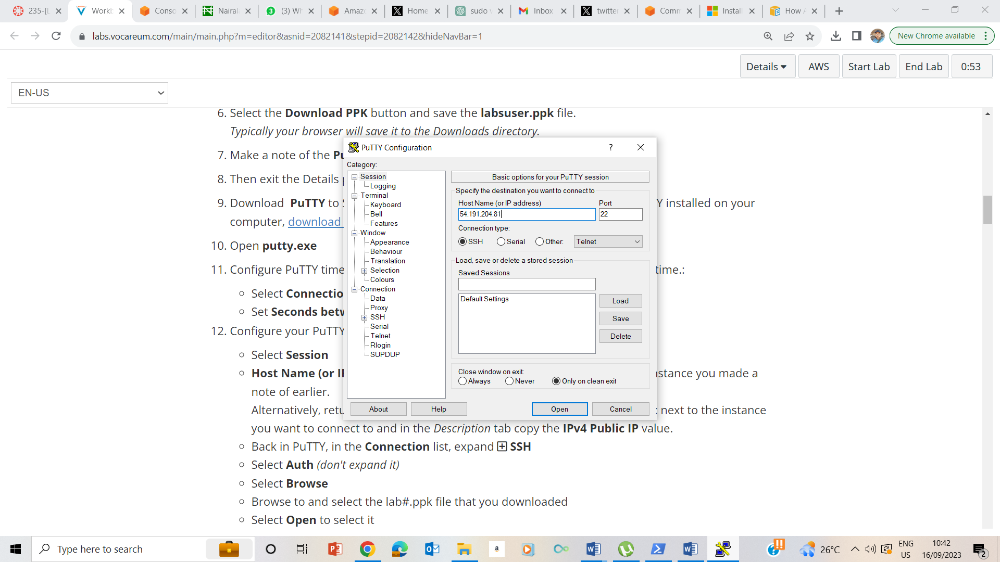 235-[L
Workb
Conso
Nairala
(3) Wh
Amazo
Home
sudo v
Inbox
twitter
Comm
Install
How A
labs.vocareum.com/main/main.php?m=editor&asnid=2082141&stepid=2082142&hideNavBar=1
New Chrome available
Details
AWS
Start Lab
End Lab
0:53
EN-US
6. Select the Download PPK button and save the labsuser.ppk file.
Typically your browser will save it to the Downloads directory.
7. Make a note of the Pu
8. Then exit the Details
9. Download PuTTY to
Y installed on your
computer, download
10. Open putty.exe
11. Configure PuTTY time
time.:
Select Connectio
Set Seconds betw
12. Configure your PuTTY
Select Session
Host Name (or IP
nstance you made a
note of earlier.
Alternatively, retu
next to the instance
you want to connect to and in the Description tab copy the IPv4 Public IP value.
Back in PuTTY, in the Connection list, expand SSH
Select Auth (don't expand it)
Select Browse
Browse to and select the lab#.ppk file that you downloaded
Select Open to select it
PuTTY Configuration
?
Category:
Session
Logging
Terminal
Keyboard
Bell
Features
Window
Appearance
Behaviour
Translation
Selection
Colours
Connection
Data
Proxy
SSH
Serial
Telnet
Rlogin
SUPDUP
Basic options for your PuTTY session
Specify the destination you want to connect to
Host Name (or IP address)
Port
54.191.204.81
22
Connection type:
SSH
Serial
Other:
Telnet
Load, save or delete a stored session
Saved Sessions
Default Settings
Load
Save
Delete
Close window on exit:
Always
Never
Only on clean exit
About
Help
Open
Cancel
Type here to search
a
26°C
ENG
US
10:42
16/09/2023
2